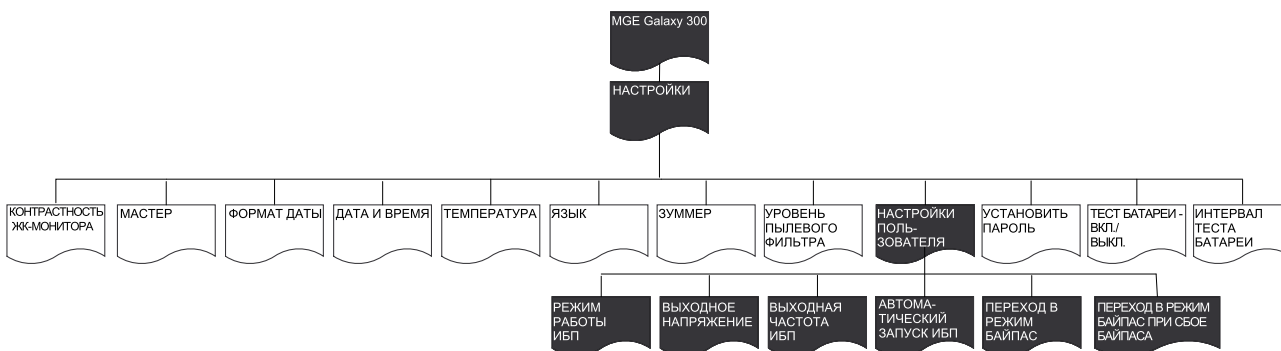 MGE Galaxy 300
НАСТРОЙКИ
КОНТРАСТНОСТЬ
ЖК-МОНИТОРА
МАСТЕР
ФОРМАТ ДАТЫ
ДАТА И ВРЕМЯ
ТЕМПЕРАТУРА
ЯЗЫК
ЗУММЕР
УРОВЕНЬ
ПЫЛЕВОГО
ФИЛЬТРА
НАСТРОЙКИ
ПОЛЬ-
ЗОВАТЕЛЯ
УСТАНОВИТЬ
ПАРОЛЬ
ТЕСТ БАТАРЕИ -
ВКЛ./
ВЫКЛ.
ИНТЕРВАЛ
ТЕСТА
БАТАРЕИ
РЕЖИМ
РАБОТЫ
ИБП
ВЫХОДНОЕ
НАПРЯЖЕНИЕ
ВЫХОДНАЯ
ЧАСТОТА
ИБП
АВТОМА-
ТИЧЕСКИЙ
ЗАПУСК ИБП
ПЕРЕХОД В
РЕЖИМ
БАЙПАС
ПЕРЕХОД В РЕЖИМ
БАЙПАС ПРИ СБОЕ
БАЙПАСА